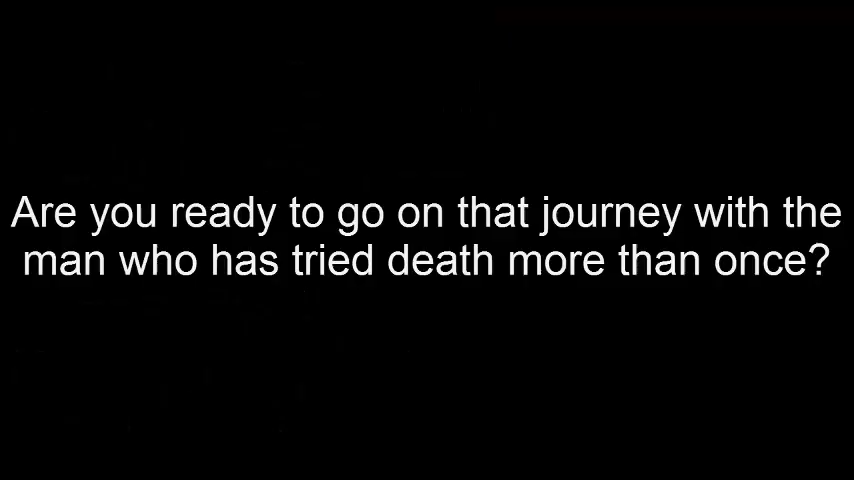 Are you ready to go on that journey with the
man who has tried death more than once?